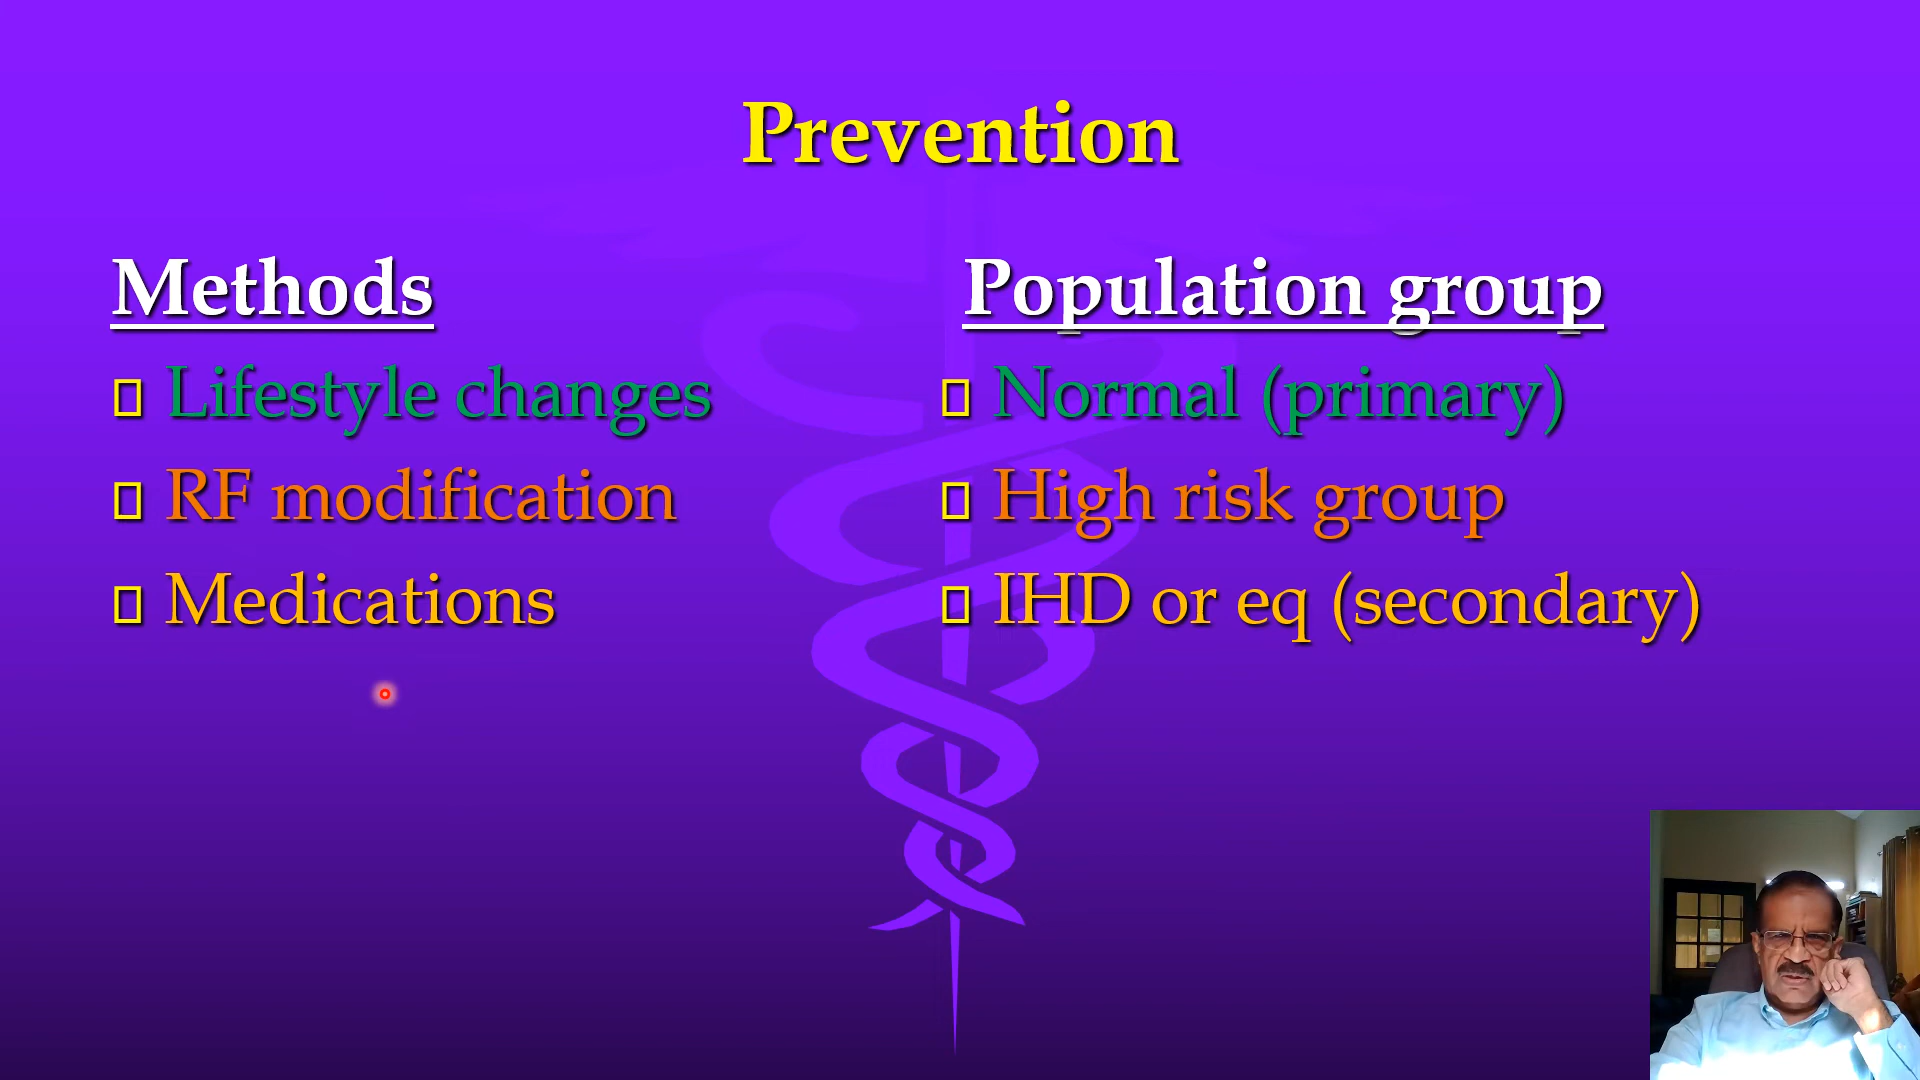 Prevention
Methods
Lifestyle changes
RF modification
Medications
Population group
Normal (primary)
High risk group
IHD or eq (secondary)